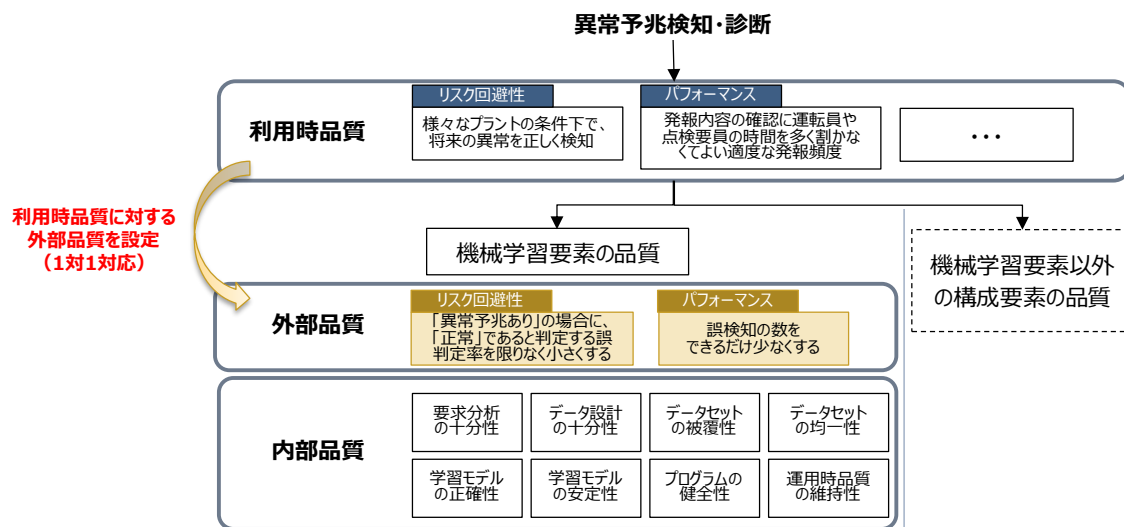 異常予兆検知・診断
利用時品質
リスク回避性
様々なプラントの条件下で、
将来の異常を正しく検知
パフォーマンス
発報内容の確認に運転員や
点検要員の時間を多く割かな
くてよい適度な発報頻度
・・・
利用時品質に対する
外部品質を設定
（1対1対応）
機械学習要素の品質
機械学習要素以外
の構成要素の品質
外部品質
リスク回避性
「異常予兆あり」の場合に、
「正常」であると判定する誤
判定率を限りなく小さくする
パフォーマンス
誤検知の数を
できるだけ少なくする
内部品質
要求分析
の十分性
データ設計
の十分性
データセット
の被覆性
データセット
の均一性
学習モデル
の正確性
学習モデル
の安定性
プログラムの
健全性
運用時品質
の維持性